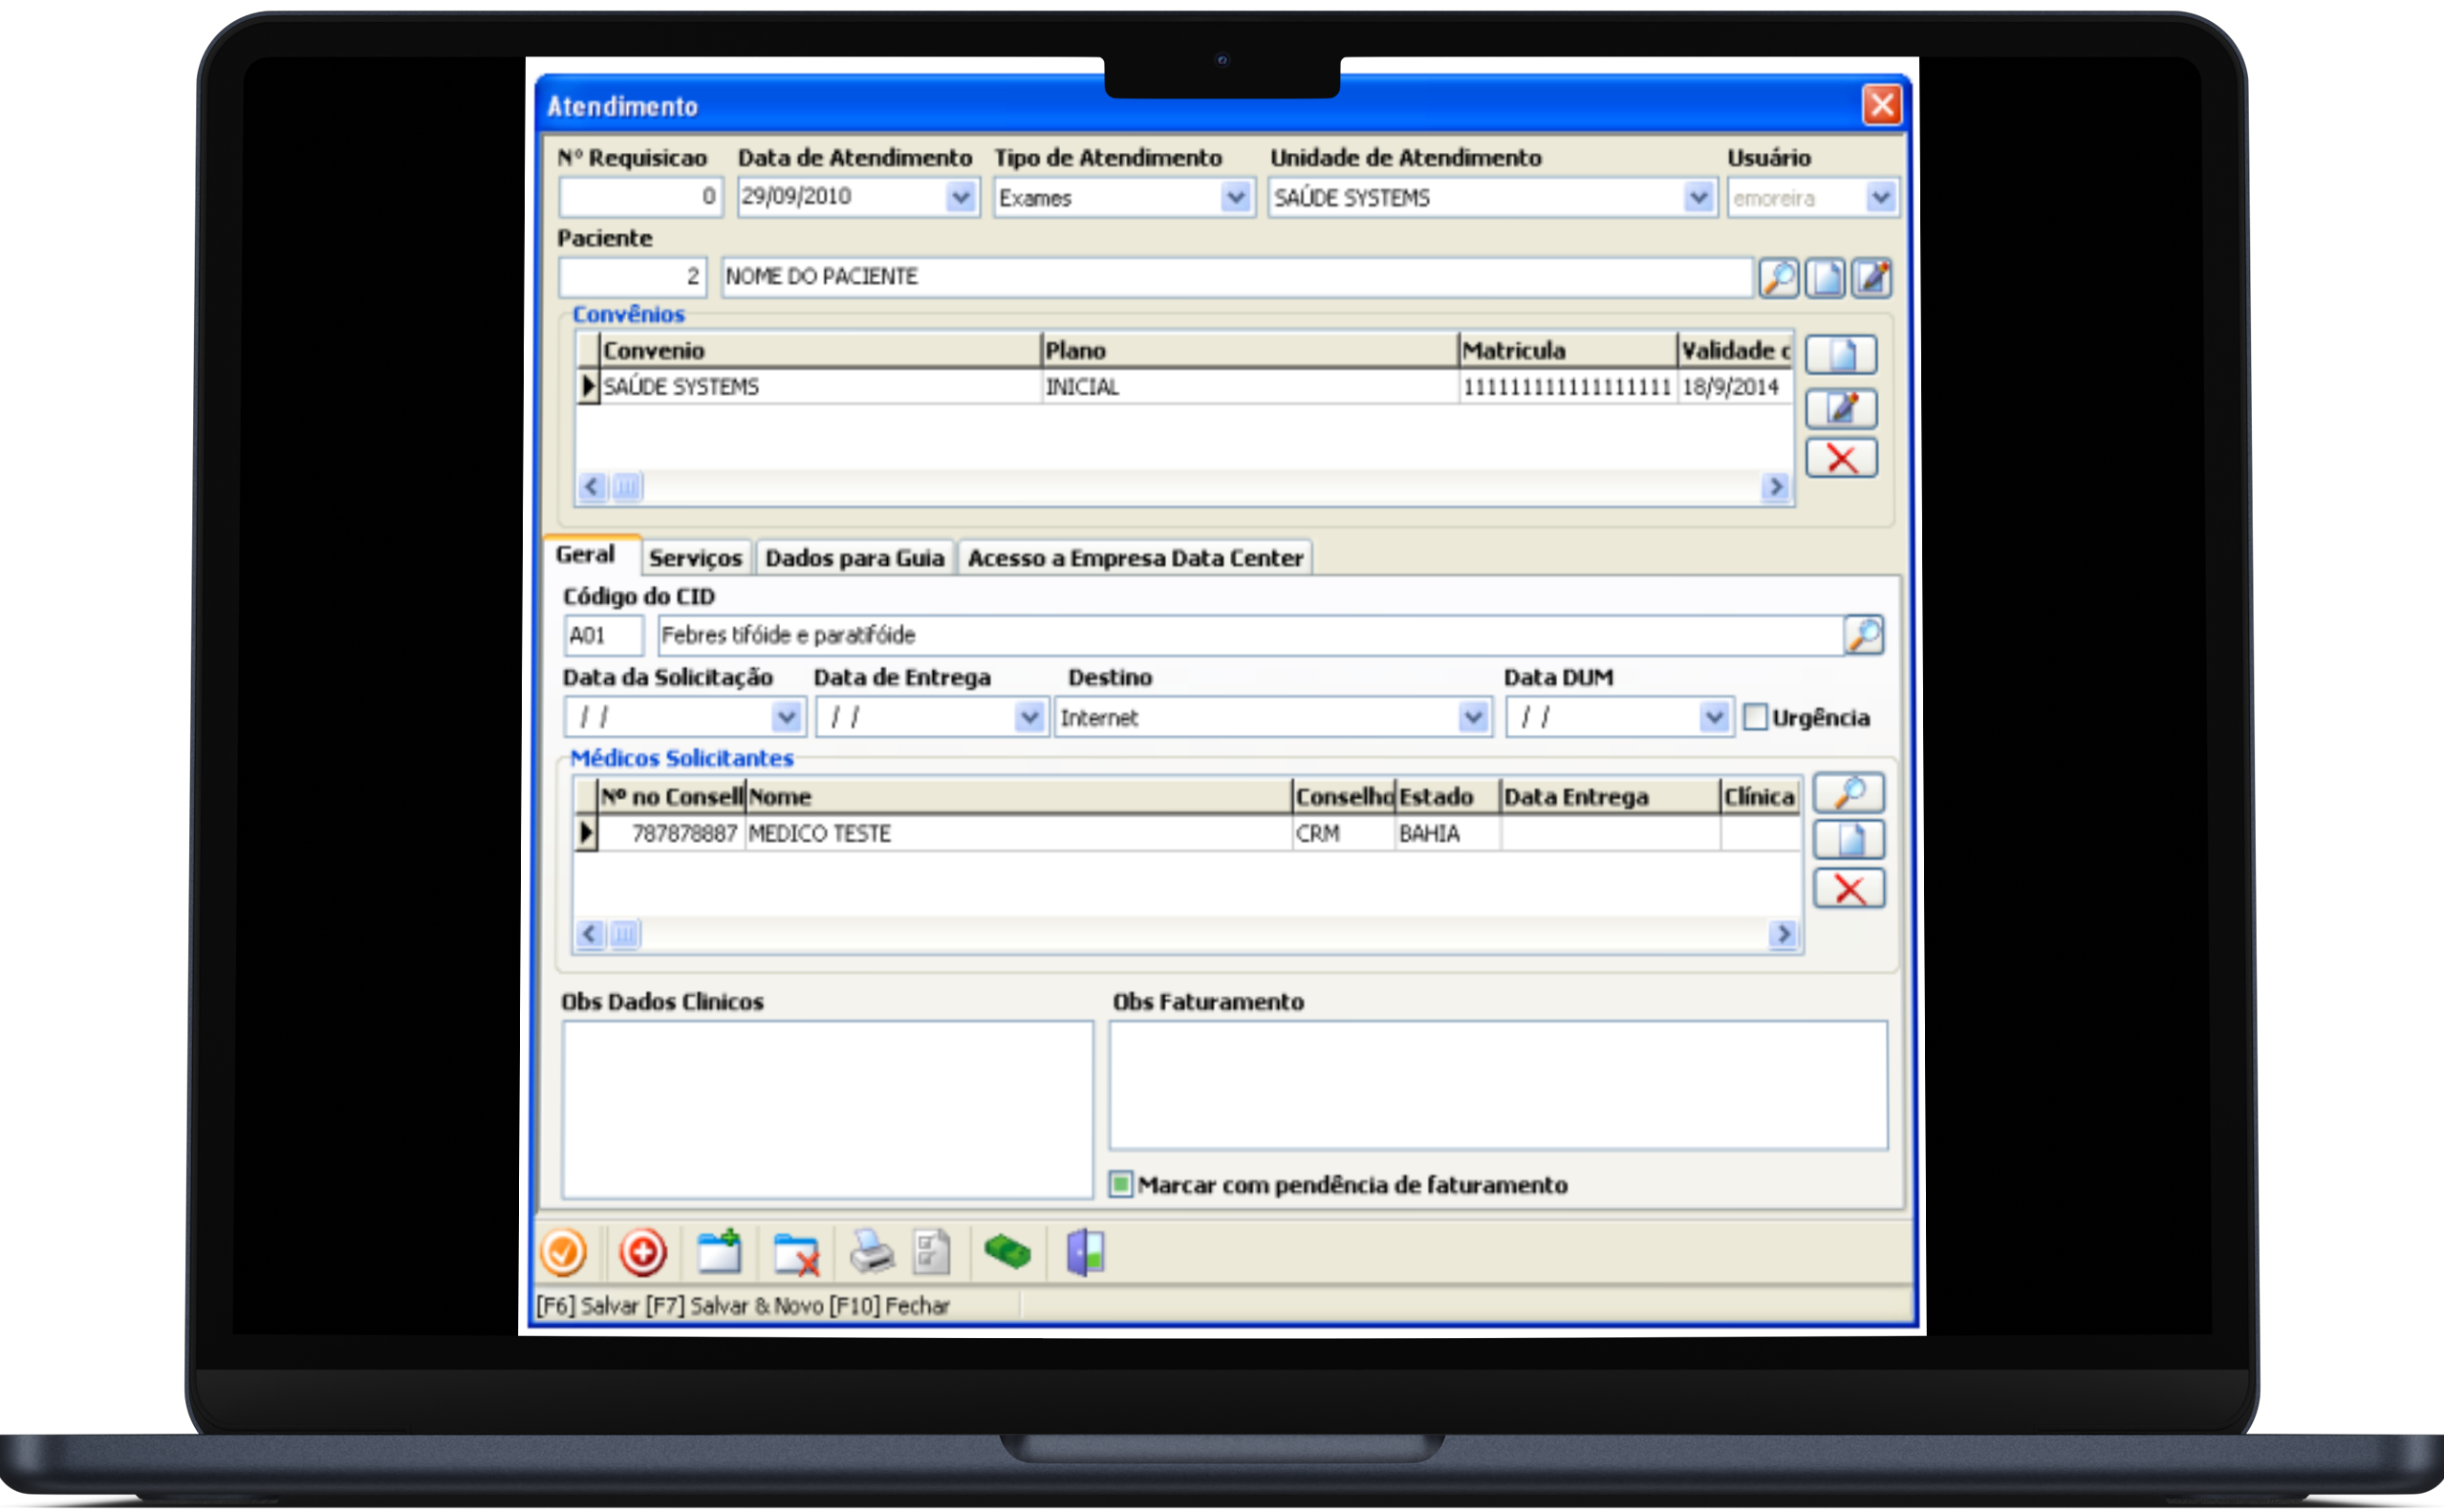 Atendimento
Nº Requisicao Data de Atendimento Tipo de Atendimento Unidade de Atendimento Usuário
0 29/09/2010 Exames SAÚDE SYSTEMS emoreira
Paciente
2 NOME DO PACIENTE
Convênios
Convenio Plano Matricula Validade c
SAÚDE SYSTEMS INICIAL 18/9/2014
Geral Serviços Dados para Guia Acesso a Empresa Data Center
Código do CID
A01 Febres tifóide e paratifóide
Data da Solicitação Data de Entrega Destino Data DUM
/ / / / Internet / / Urgência
Médicos Solicitantes
Nº no Consell Nome Conselho Estado Data Entrega Clínica
787878887 MEDICO TESTE CRM BAHIA
Obs Dados Clinicos Obs Faturamento
Marcar com pendência de faturamento
[F6] Salvar [F7] Salvar & Novo [F10] Fechar